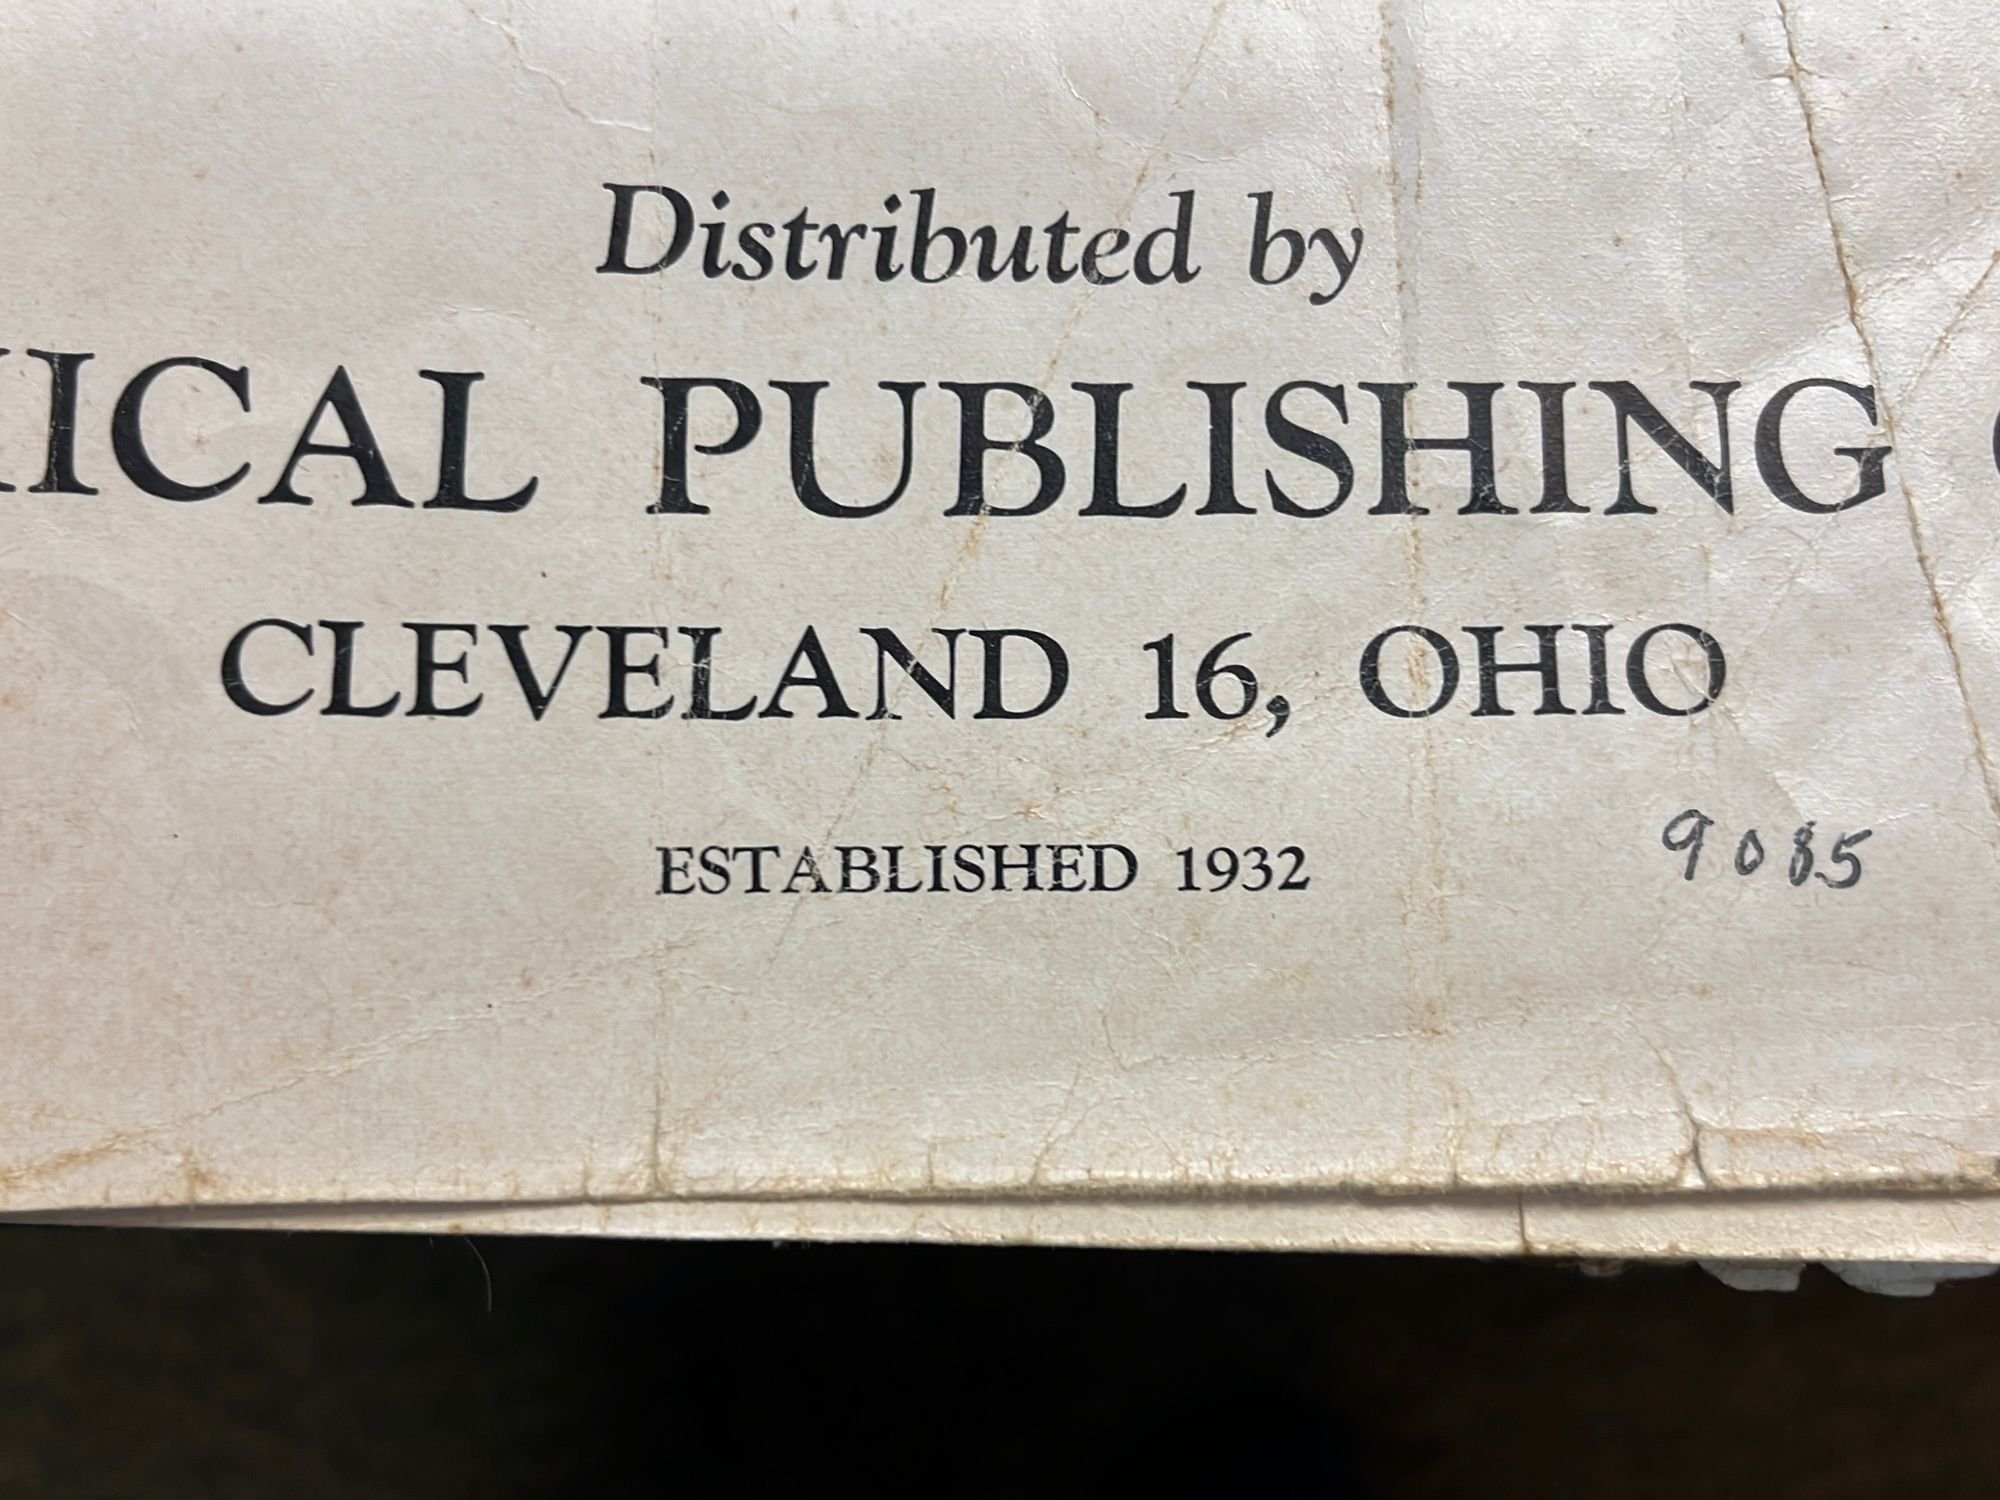 Distributed by
ICAL PUBLISHING
CLEVELAND 16, OHIO
ESTABLISHED 1932 9085